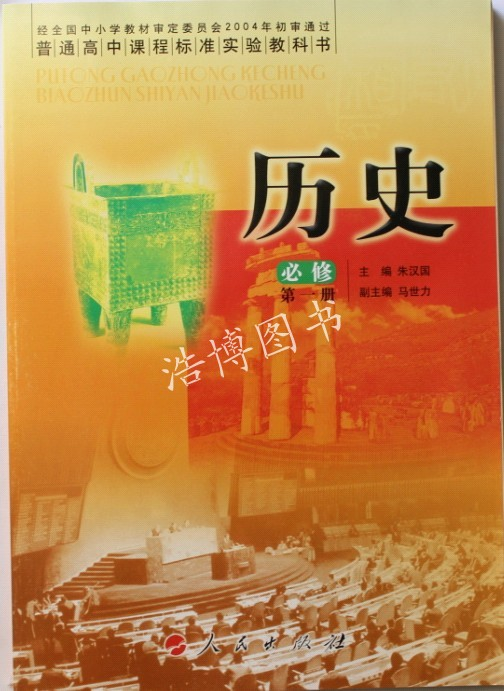 经全国中小学教材审定委员会2004年初审通过
普通高中课程标准实验教科书
PUTONG GAOZHONG KECHENG
BIAOZHUN SHIYAN JIAOKESHU
历史
必修
第一册
主编 朱汉国
副主编 马世力
浩博图书
人民出版社